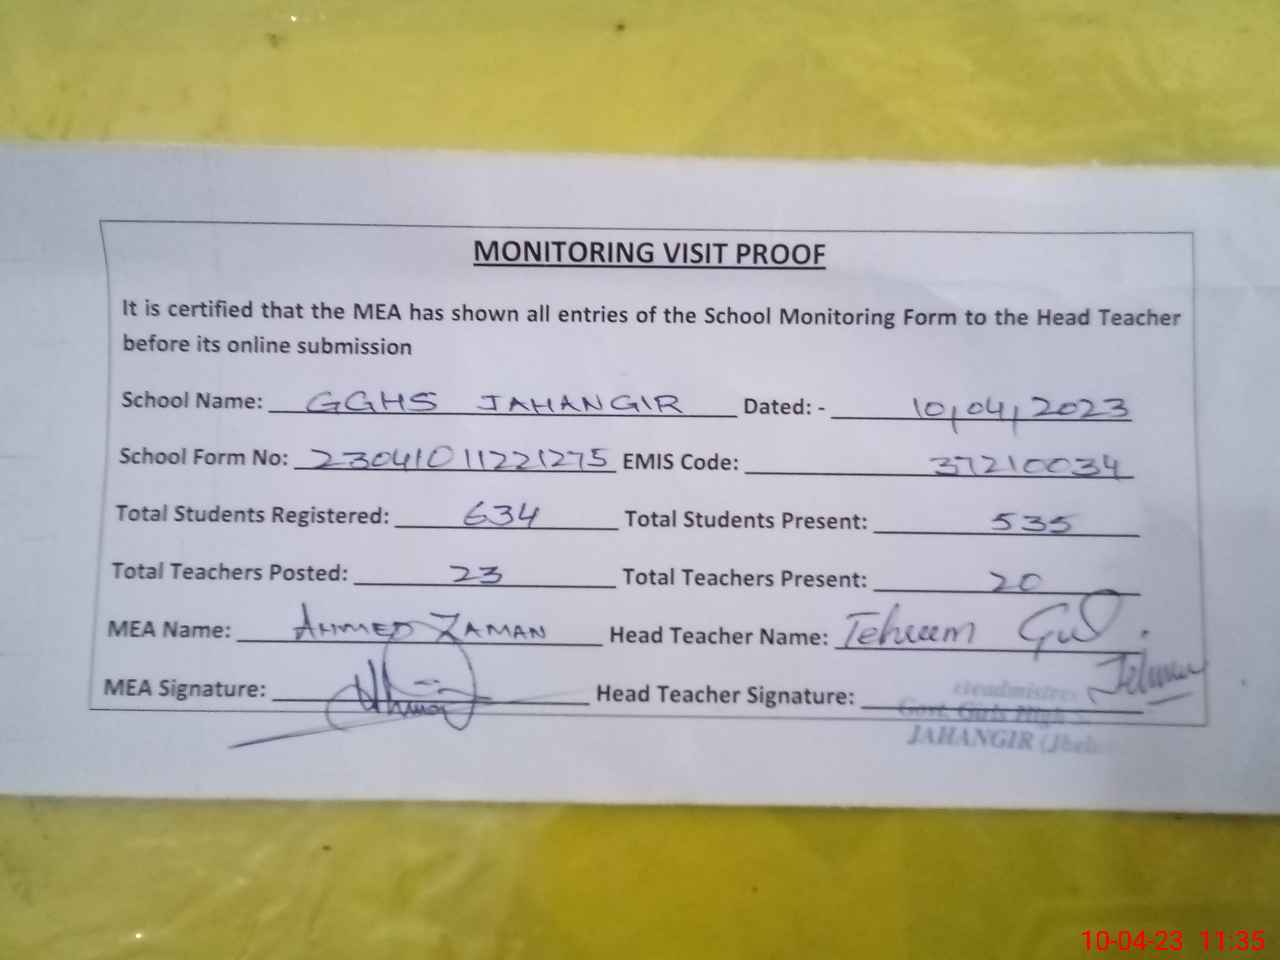 MONITORING VISIT PROOF
It is certified that the MEA has shown all entries of the School Monitoring Form to the Head Teacher
before its online submission
School Name: GGHS JAHANGIR Dated: - 10,04,2023
School Form No: 23041011221275 EMIS Code: 37210034
Total Students Registered: 634 Total Students Present: 535
Total Teachers Posted: 23 Total Teachers Present: 20
MEA Name: AHMED ZAMAN Head Teacher Name: Gul.
MEA Signature: Head Teacher Signature:
Govt. Girls High
JAHANGIR
10-04-23 11:35